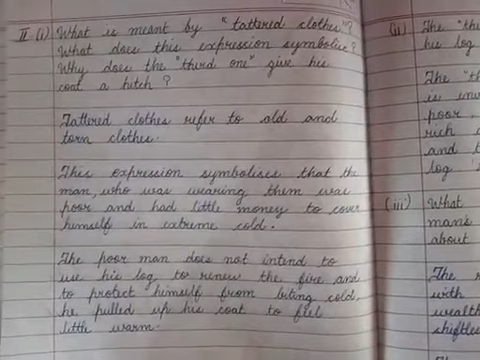 II (i) What is meant by "tattered clothes"?
What does this expression symbolise?
Why does the "third one" give his
coat a hitch?
Tattered clothes refer to old and
torn clothes.
This expression symbolises that the
man, who was wearing them was
poor and had little money to cover
himself in extreme cold.
The poor man does not intend to
use his log to renew the fire and
to protect himself from biting cold,
he pulled up his coat to feel
little warm.
(ii) The "th
his log
The "t
is en
poor,
rich
and t
log
(iii) What
man's
about
The
with
wealth
shiftles